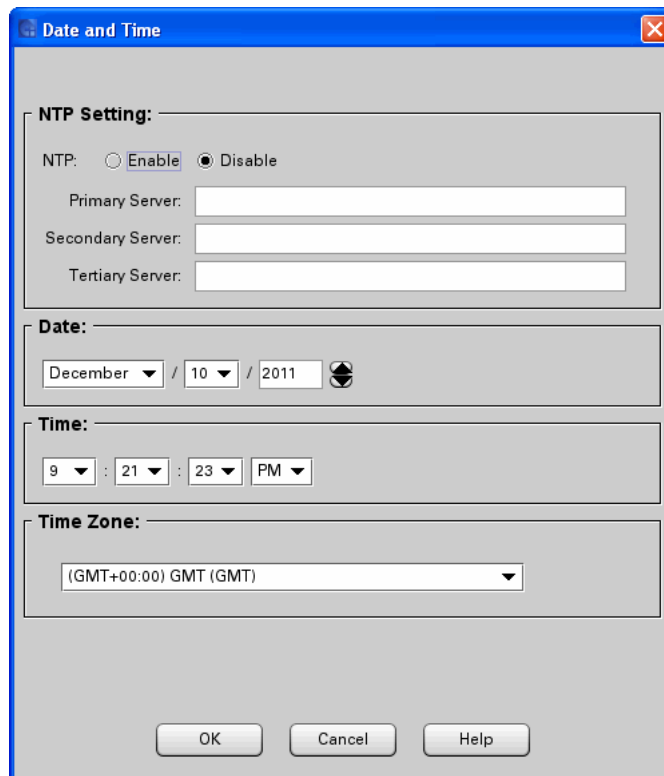 Date and Time
NTP Setting:
NTP: Enable Disable
Primary Server:
Secondary Server:
Tertiary Server:
Date:
December / 10 / 2011
Time:
9 : 21 : 23 PM
Time Zone:
(GMT+00:00) GMT (GMT)
OK Cancel Help